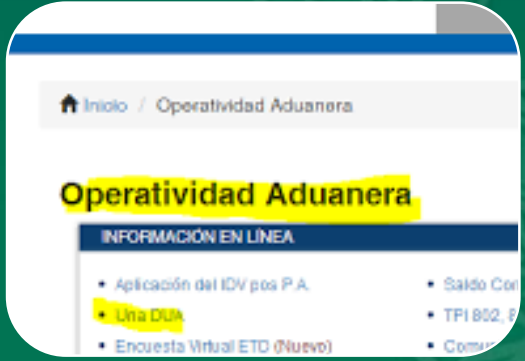 Inicio / Operatividad Aduanera
Operatividad Aduanera
INFORMACIÓN EN LÍNEA
• Aplicación del IDV pos P.A.
• Saldo
• Una DUA
• TPI 802,
• Encuesta Virtual ETD (Nuevo)